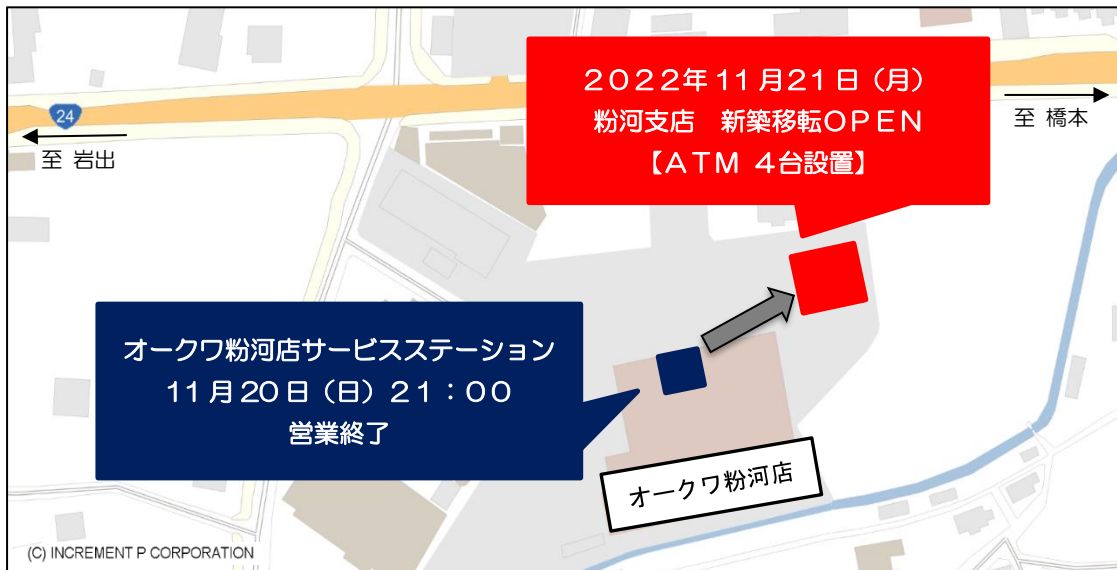 ２０２２年１１月２１日（月）
粉河支店　新築移転ＯＰＥＮ
【ＡＴＭ ４台設置】
24
至 岩出
至 橋本
オークワ粉河店サービスステーション
１１月２０日（日）２１：００
営業終了
オークワ粉河店
(C) INCREMENT P CORPORATION